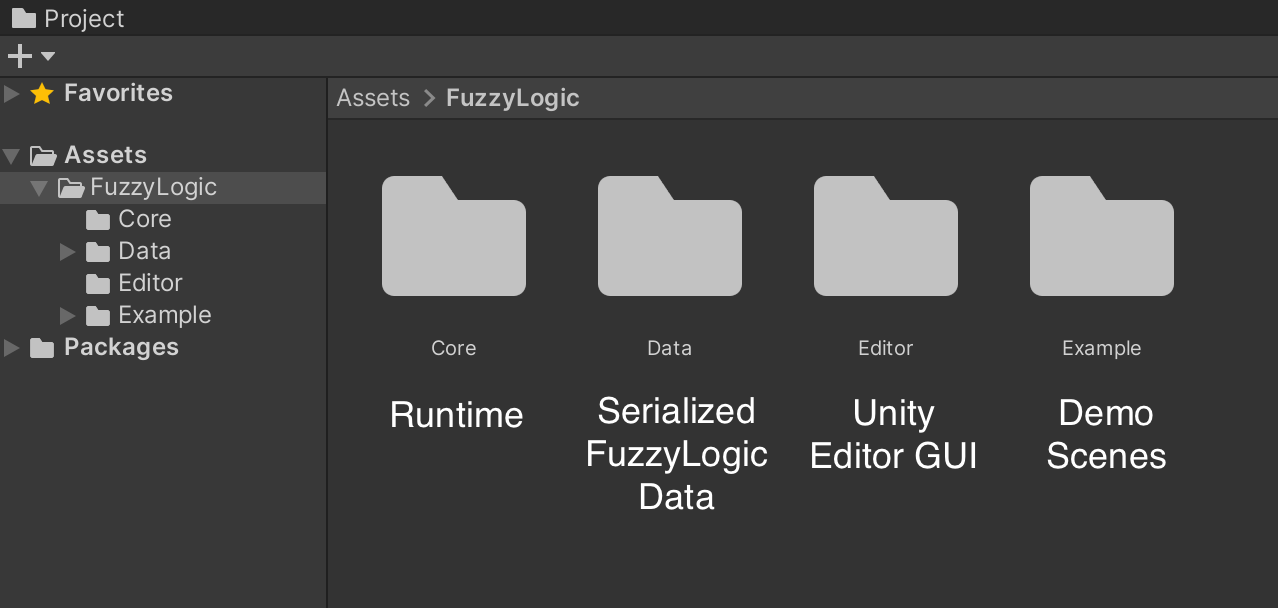 Project
Favorites
Assets
FuzzyLogic
Core
Data
Editor
Example
Packages
Assets > FuzzyLogic
Core
Data
Editor
Example
Runtime
Serialized
FuzzyLogic
Data
Unity
Editor GUI
Demo
Scenes